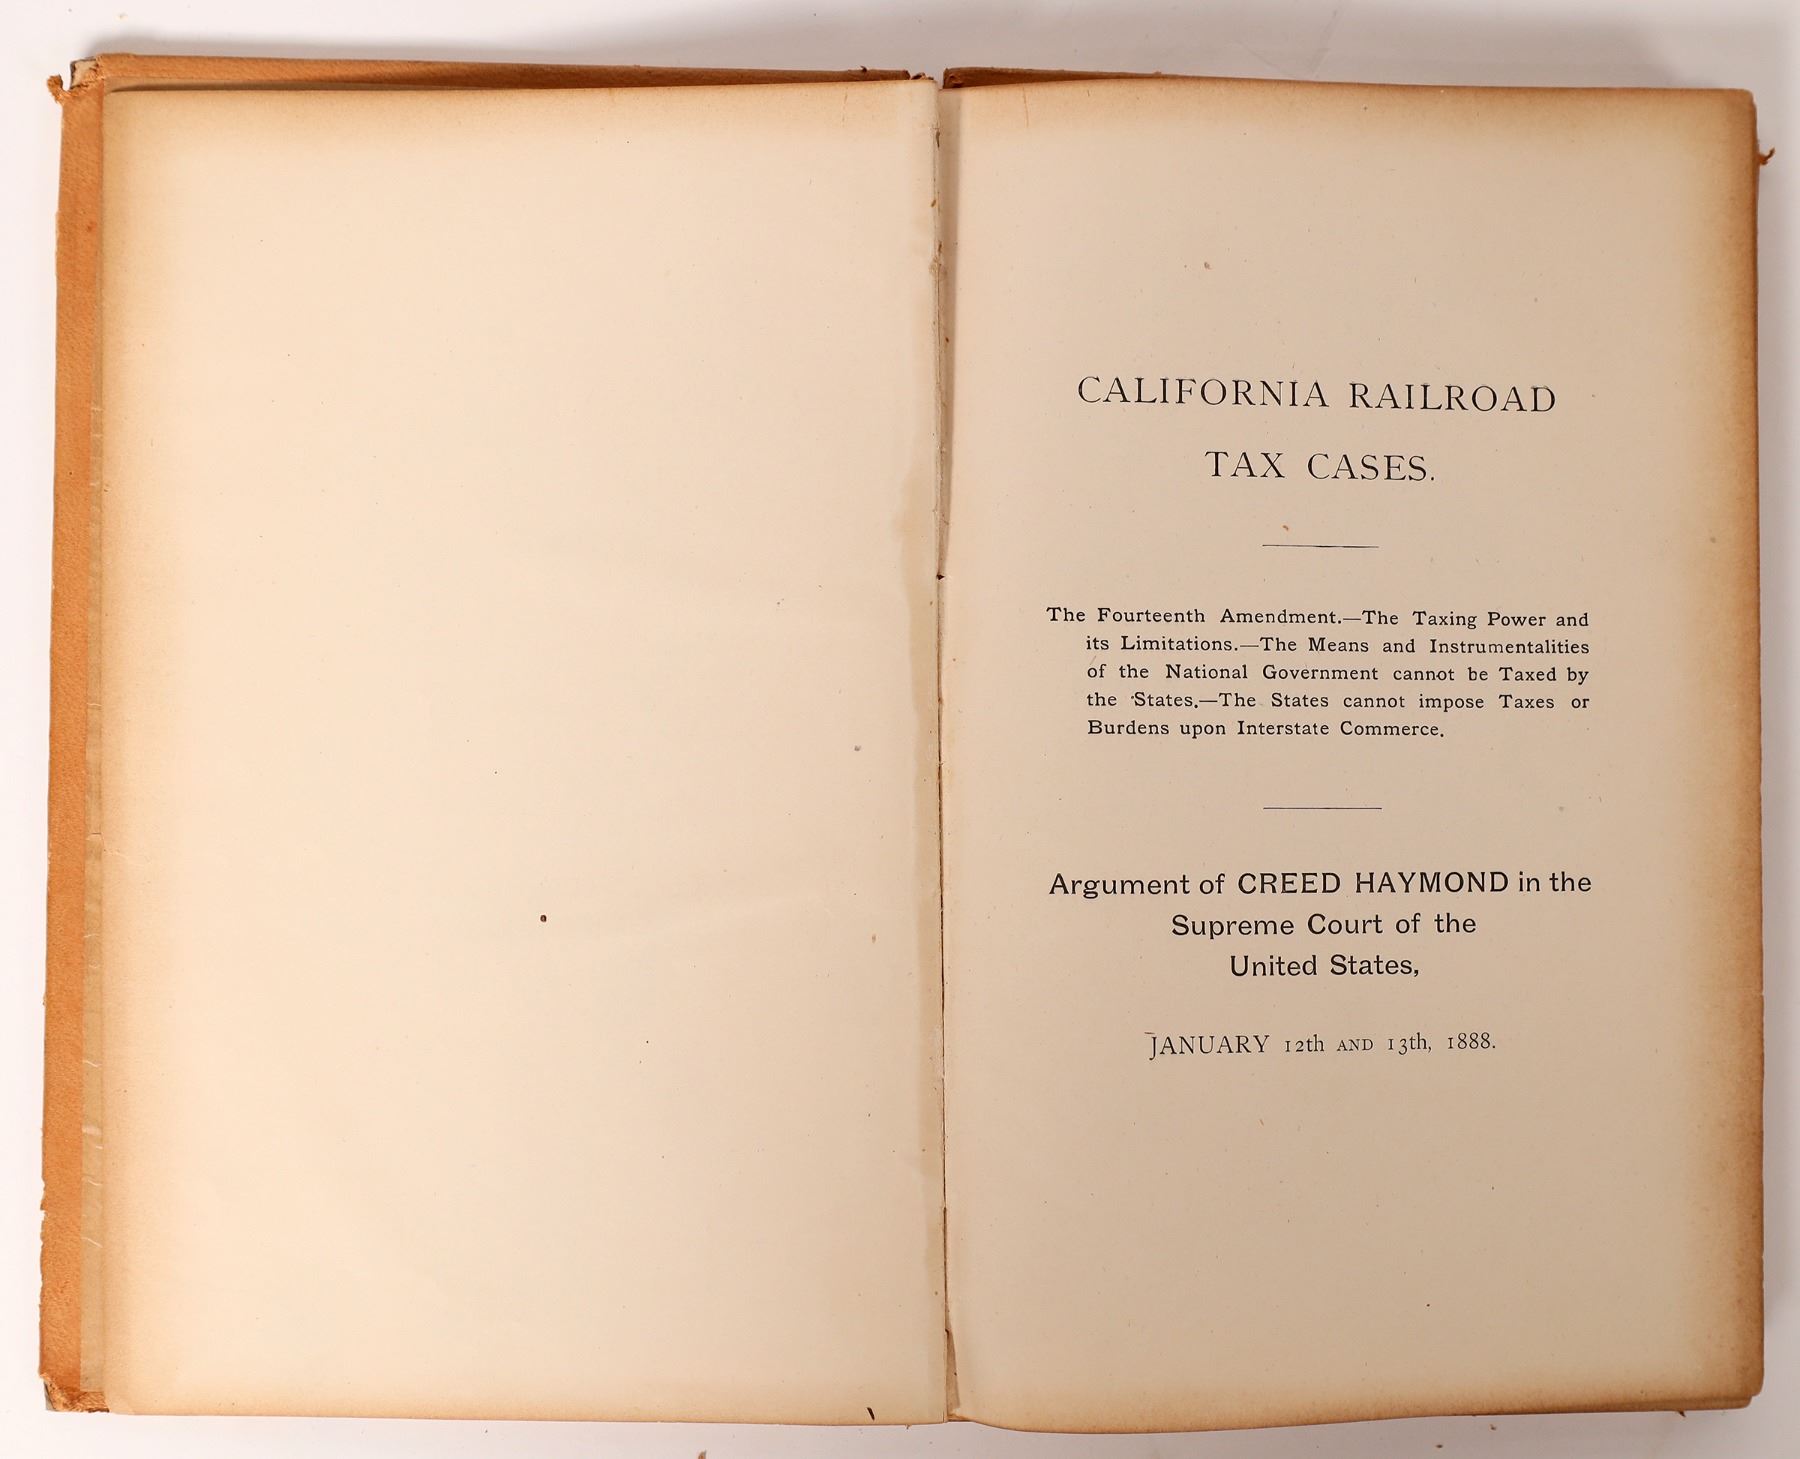 CALIFORNIA RAILROAD
TAX CASES.
The Fourteenth Amendment.—The Taxing Power and
its Limitations.—The Means and Instrumentalities
of the National Government cannot be Taxed by
the States.—The States cannot impose Taxes or
Burdens upon Interstate Commerce.
Argument of CREED HAYMOND in the
Supreme Court of the
United States,
JANUARY 12th AND 13th, 1888.